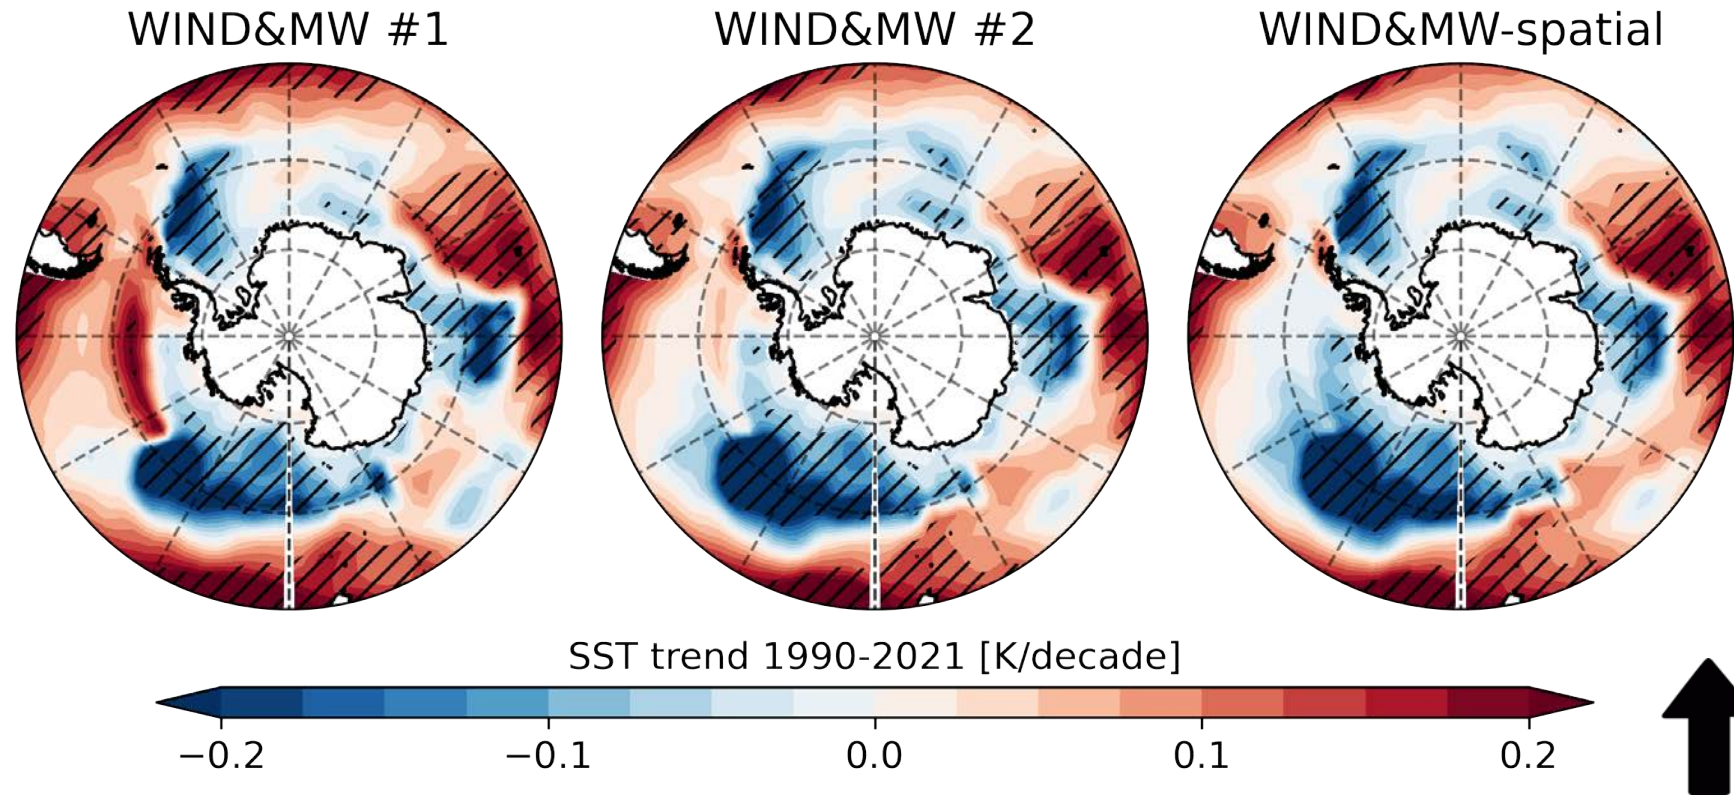 WIND&MW #1
WIND&MW #2
WIND&MW-spatial
SST trend 1990-2021 [K/decade]
−0.2
−0.1
0.0
0.1
0.2